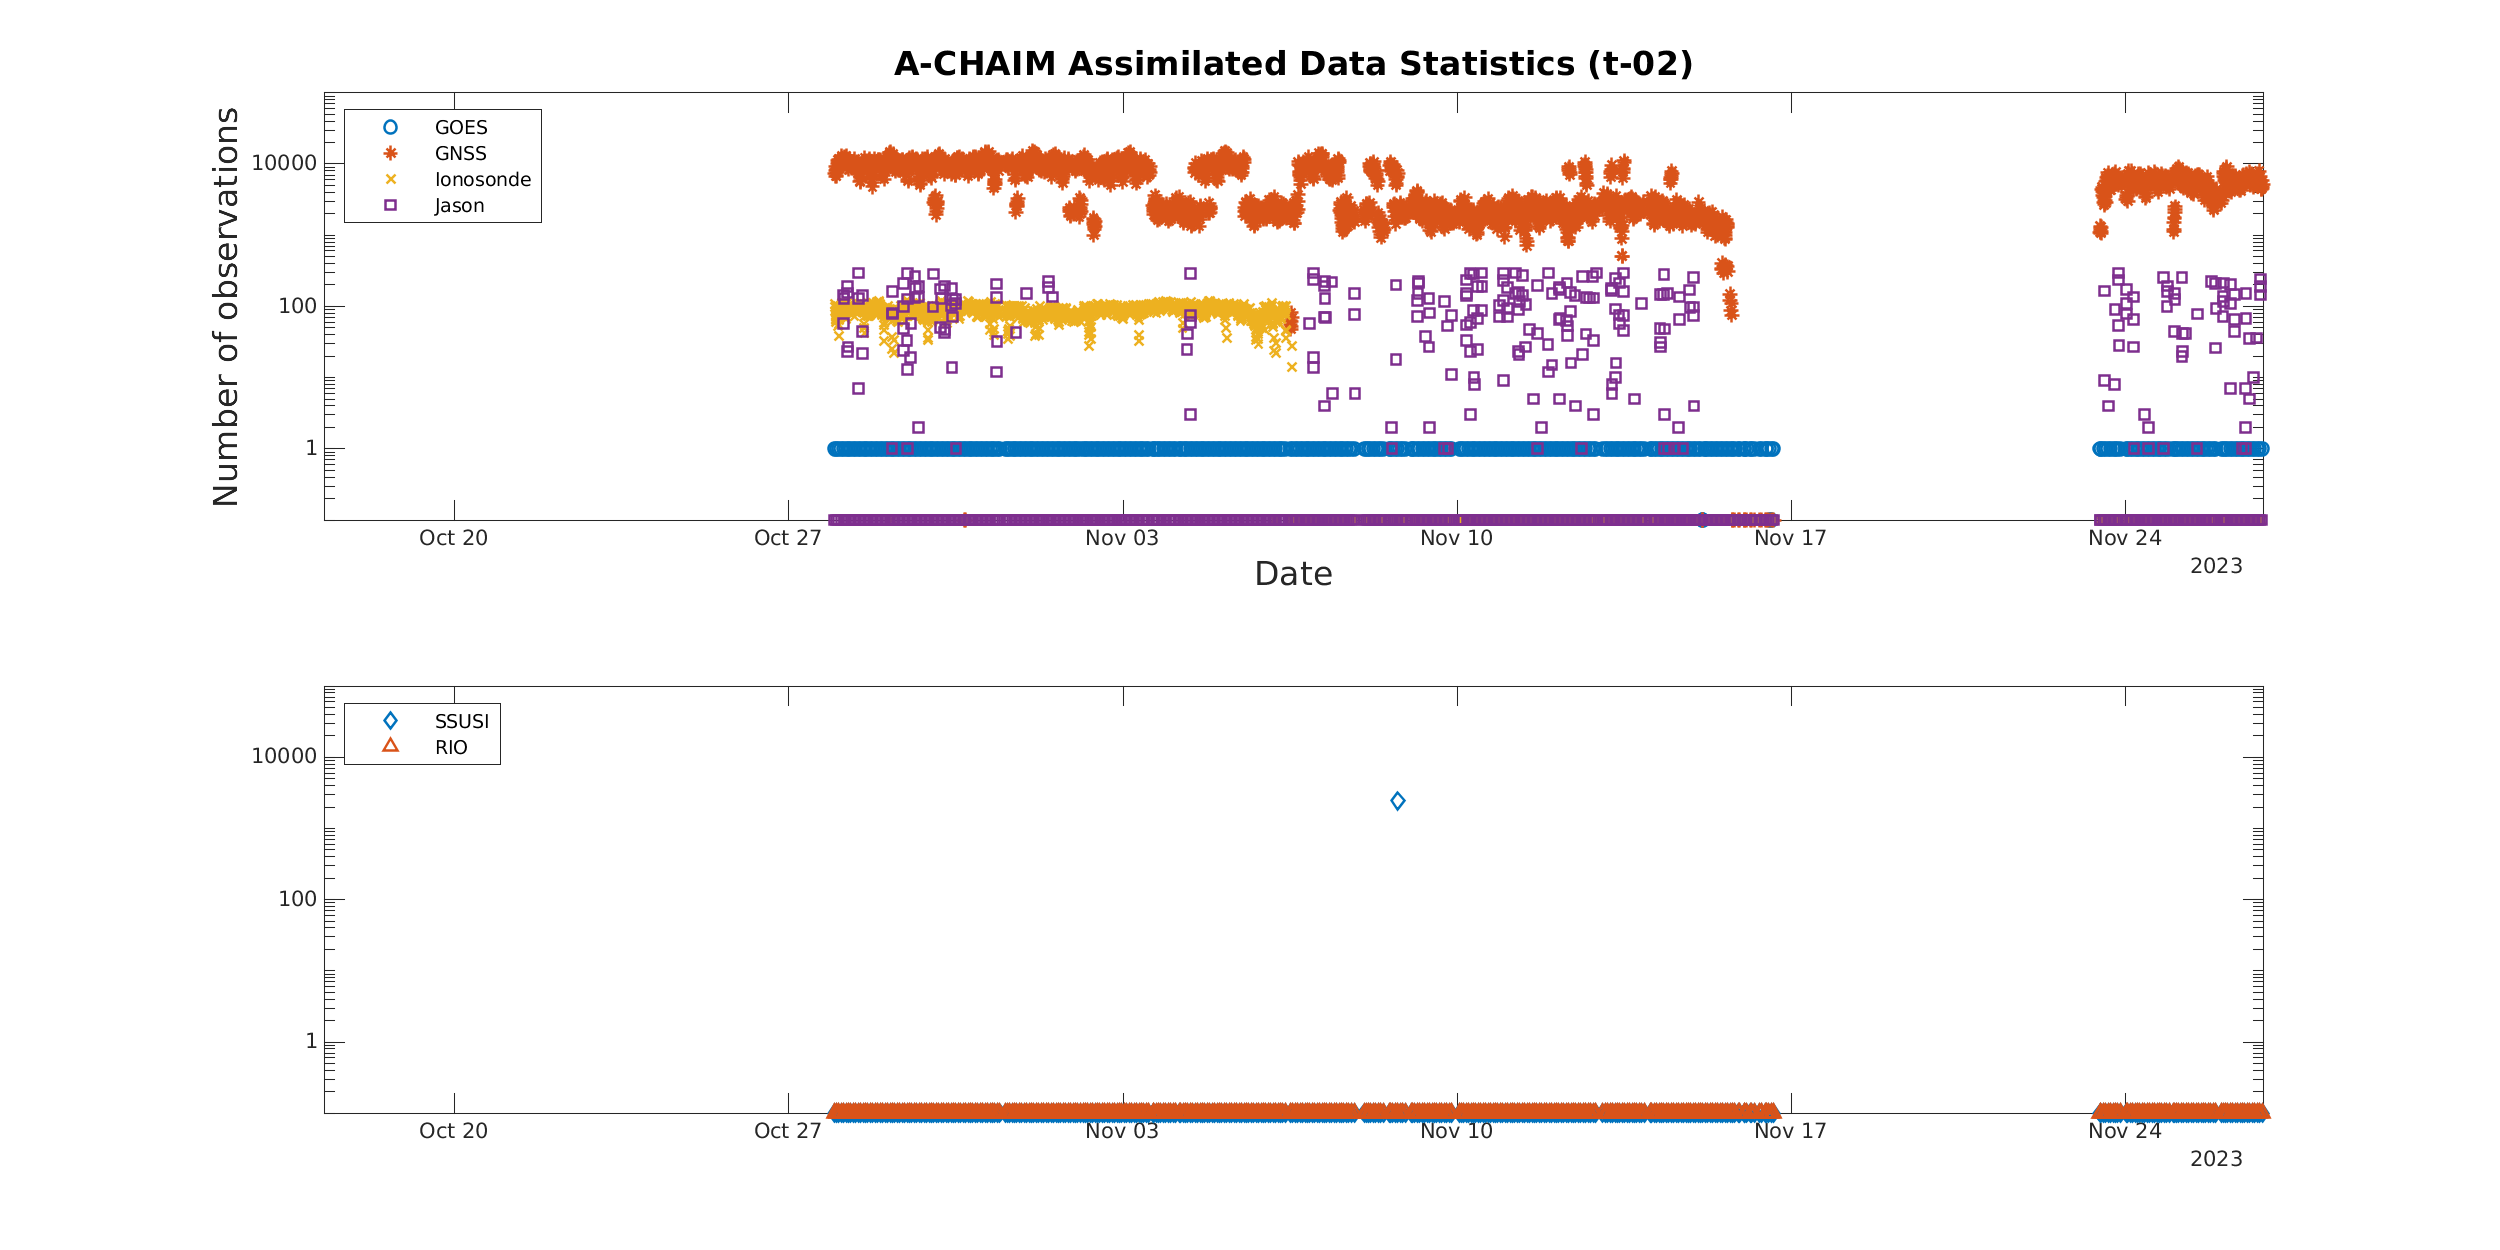 A-CHAIM Assimilated Data Statistics (t-02)
Number of observations
GOES
GNSS
Ionosonde
Jason
10000
100
1
Oct 20
Oct 27
Nov 03
Nov 10
Nov 17
Nov 24
2023
Date
SSUSI
RIO
10000
100
1
Oct 20
Oct 27
Nov 03
Nov 10
Nov 17
Nov 24
2023